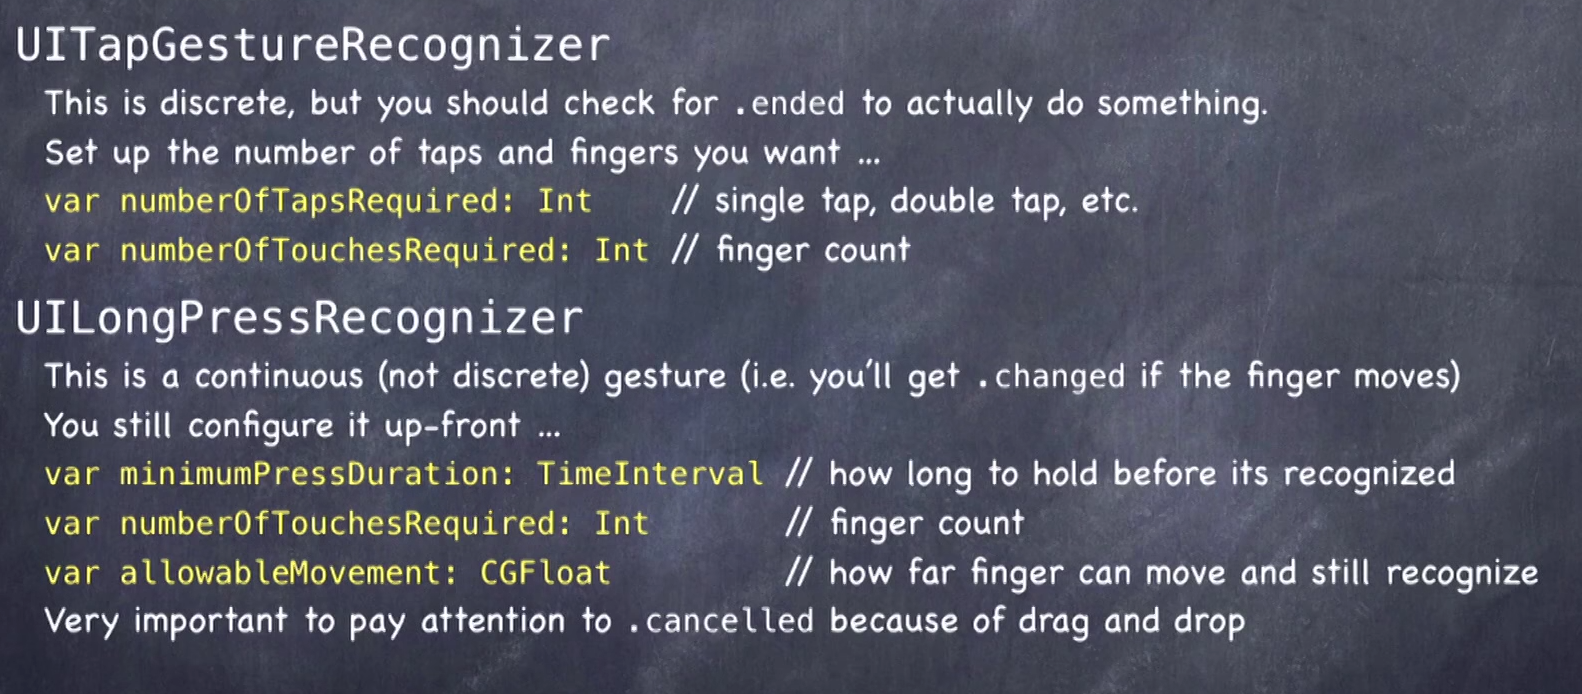 UITapGestureRecognizer
This is discrete, but you should check for .ended to actually do something.
Set up the number of taps and fingers you want ...
var numberOfTapsRequired: Int // single tap, double tap, etc.
var numberOfTouchesRequired: Int // finger count
UILongPressRecognizer
This is a continuous (not discrete) gesture (i.e. you’ll get .changed if the finger moves)
You still configure it up-front ...
var minimumPressDuration: TimeInterval // how long to hold before its recognized
var numberOfTouchesRequired: Int // finger count
var allowableMovement: CGFloat // how far finger can move and still recognize
Very important to pay attention to .cancelled because of drag and drop